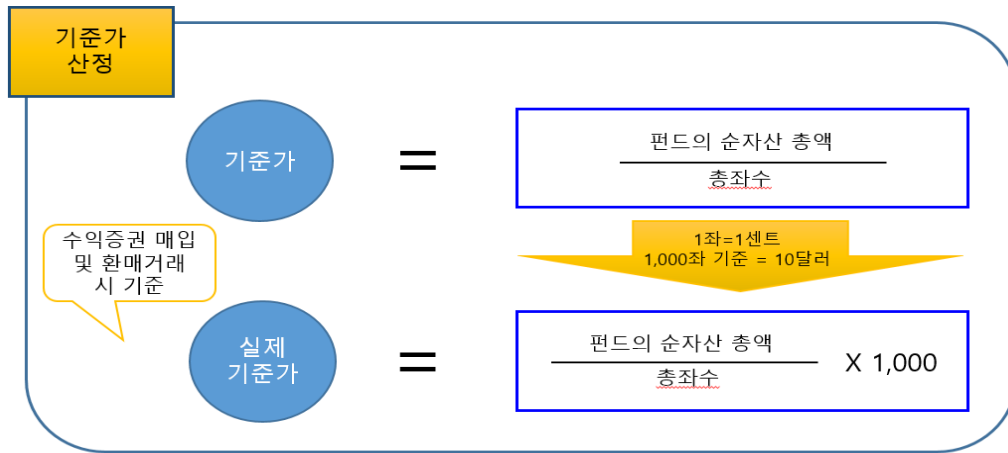 기준가
산정
기준가
=
펀드의 순자산 총액
총좌수
1좌=1센트
1,000좌 기준 = 10달러
수익증권 매입
및 환매거래
시 기준
실제
기준가
=
펀드의 순자산 총액
총좌수
X 1,000